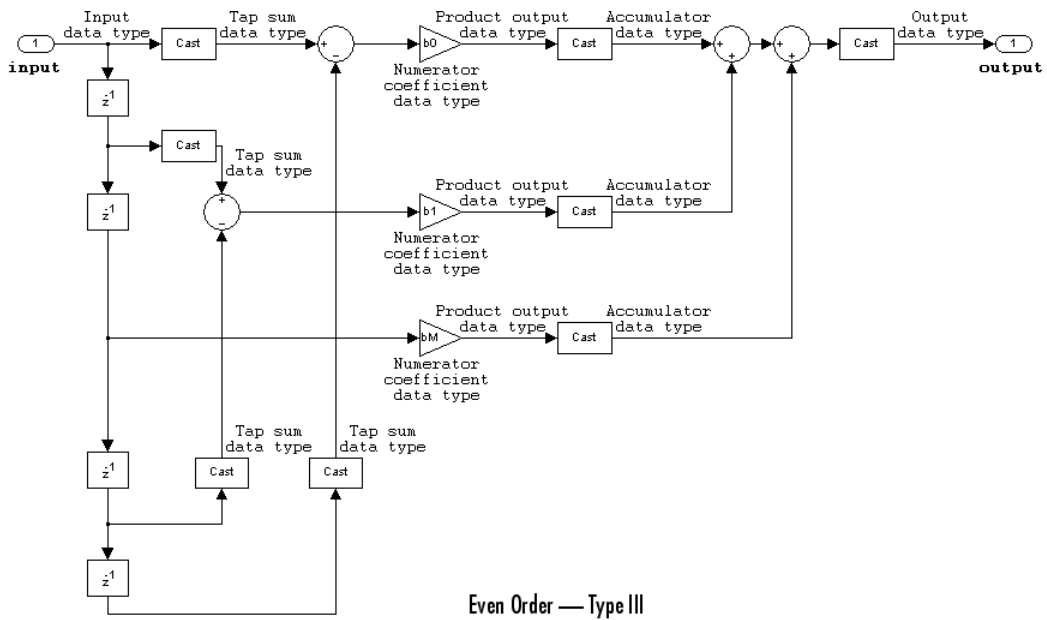 Input
data type
Tap sum
data type
Product output
data type
Accumulator
data type
Output
data type
1
input
Cast
+
−
b0
Cast
+
+
+
+
Cast
1
output
Numerator
coefficient
data type
z-1
Cast
Tap sum
data type
z-1
+
−
Product output
data type
Accumulator
data type
b1
Cast
Numerator
coefficient
data type
Product output
data type
Accumulator
data type
bM
Cast
Numerator
coefficient
data type
Tap sum
data type
Tap sum
data type
z-1
Cast
Cast
z-1
Even Order — Type III